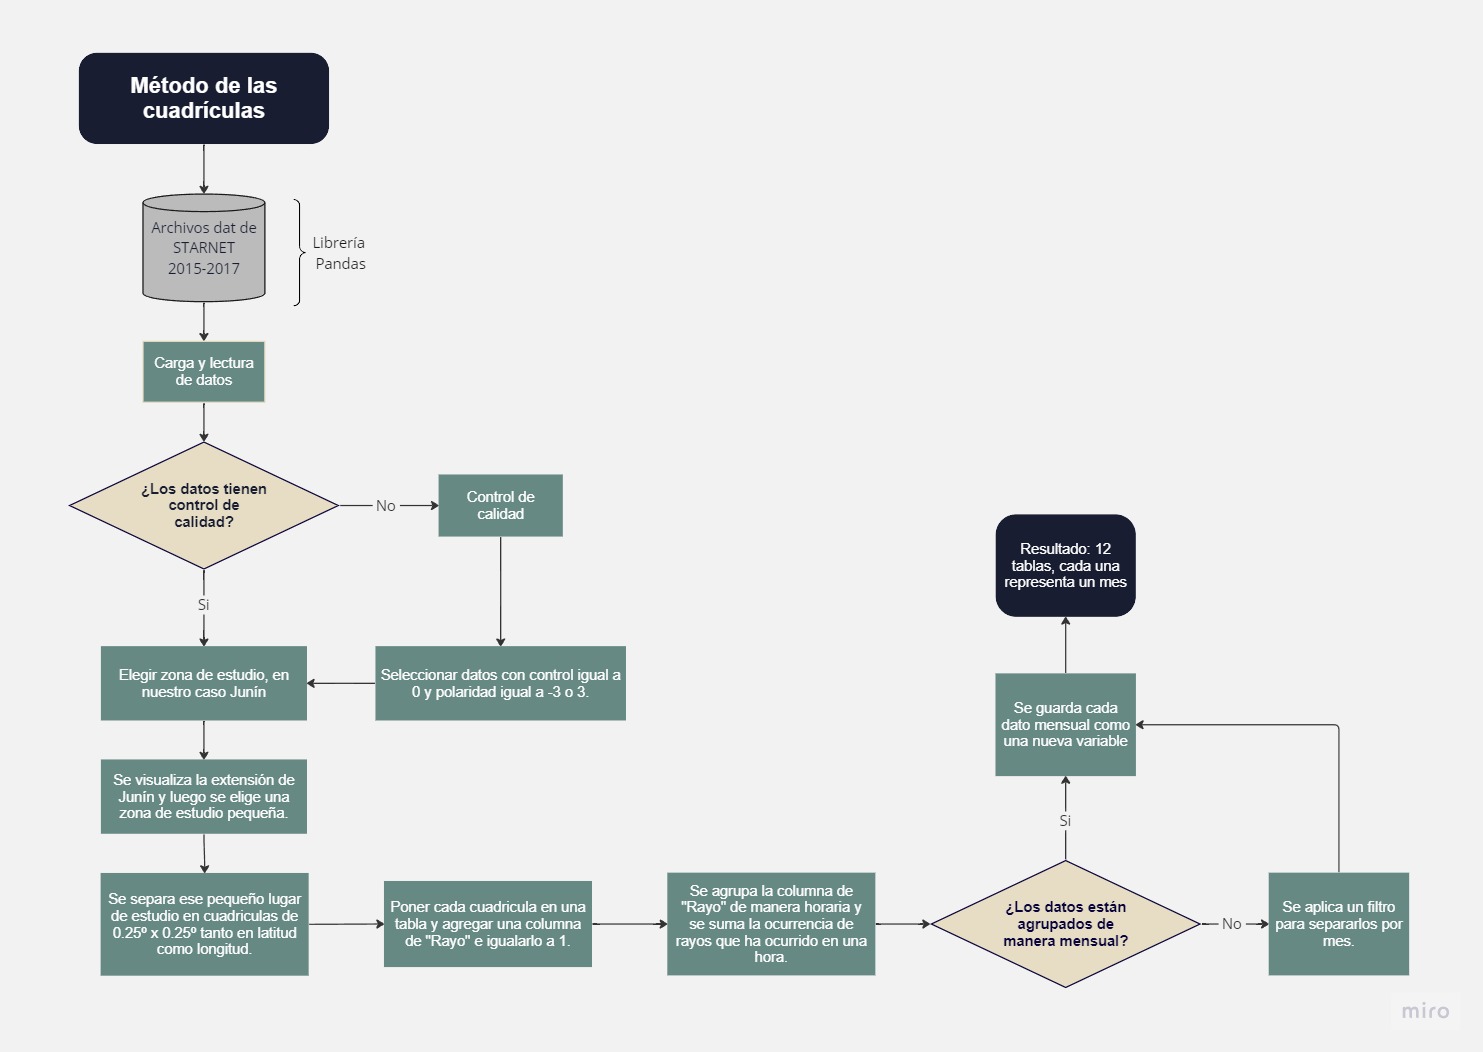 Método de las
cuadrículas
Archivos dat de
STARNET
2015-2017
Librería
Pandas
Carga y lectura
de datos
¿Los datos tienen
control de
calidad?
No
Control de
calidad
Si
Elegir zona de estudio, en
nuestro caso Junín
Seleccionar datos con control igual a
0 y polaridad igual a -3 o 3.
Se visualiza la extensión de
Junín y luego se elige una
zona de estudio pequeña.
Se separa ese pequeño lugar
de estudio en cuadriculas de
0.25º x 0.25º tanto en latitud
como longitud.
Poner cada cuadricula en una
tabla y agregar una columna
de "Rayo" e igualarlo a 1.
Se agrupa la columna de
"Rayo" de manera horaria y
se suma la ocurrencia de
rayos que ha ocurrido en una
hora.
¿Los datos están
agrupados de
manera mensual?
No
Se aplica un filtro
para separarlos por
mes.
Si
Se guarda cada
dato mensual como
una nueva variable
Resultado: 12
tablas, cada una
representa un mes
miro